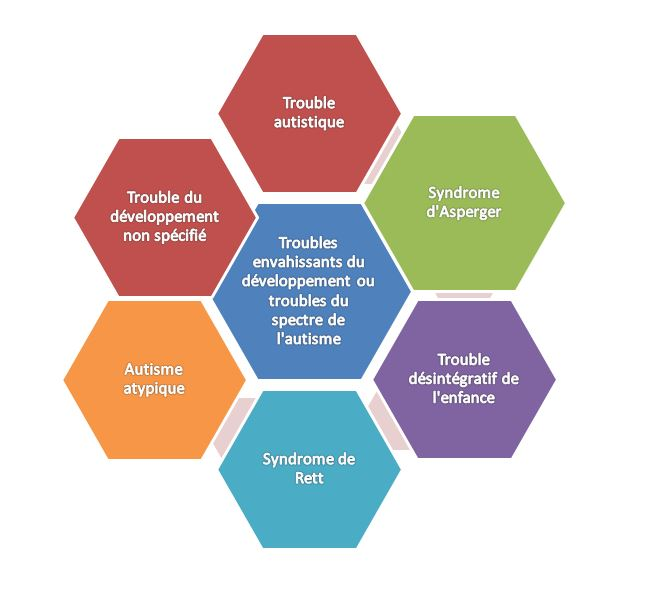 Trouble
autistique
Syndrome
d'Asperger
Trouble du
développement
non spécifié
Troubles
envahissants du
développement ou
troubles du
spectre de
l'autisme
Trouble
désintégratif de
l'enfance
Autisme
atypique
Syndrome de
Rett